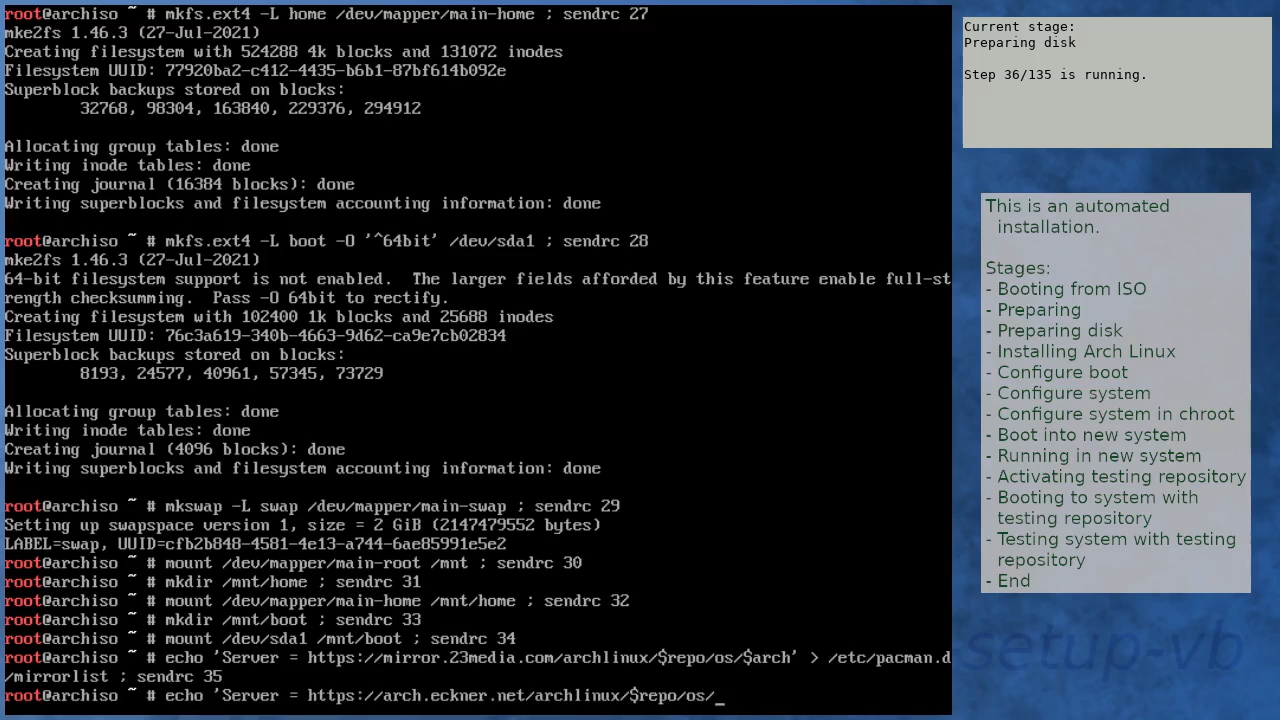 root@archiso ~ # mkfs.ext4 -L home /dev/mapper/main-home ; sendrc 27
mke2fs 1.46.3 (27-Jul-2021)
Creating filesystem with 524288 4k blocks and 131072 inodes
Filesystem UUID: 77920ba2-c412-4435-b6b1-87bf614b092e
Superblock backups stored on blocks:
        32768, 98304, 163840, 229376, 294912
Allocating group tables: done
Writing inode tables: done
Creating journal (16384 blocks): done
Writing superblocks and filesystem accounting information: done
root@archiso ~ # mkfs.ext4 -L boot -O '^64bit' /dev/sda1 ; sendrc 28
mke2fs 1.46.3 (27-Jul-2021)
64-bit filesystem support is not enabled.  The larger fields afforded by this feature enable full-st
rength checksumming.  Pass -O 64bit to rectify.
Creating filesystem with 102400 1k blocks and 25688 inodes
Filesystem UUID: 76c3a619-340b-4663-9d62-ca9e7cb02834
Superblock backups stored on blocks:
        8193, 24577, 40961, 57345, 73729
Allocating group tables: done
Writing inode tables: done
Creating journal (4096 blocks): done
Writing superblocks and filesystem accounting information: done
root@archiso ~ # mkswap -L swap /dev/mapper/main-swap ; sendrc 29
Setting up swapspace version 1, size = 2 GiB (2147479552 bytes)
LABEL=swap, UUID=cfb2b848-4581-4e13-a744-6ae85991e5e2
root@archiso ~ # mount /dev/mapper/main-root /mnt ; sendrc 30
root@archiso ~ # mkdir /mnt/home ; sendrc 31
root@archiso ~ # mount /dev/mapper/main-home /mnt/home ; sendrc 32
root@archiso ~ # mkdir /mnt/boot ; sendrc 33
root@archiso ~ # mount /dev/sda1 /mnt/boot ; sendrc 34
root@archiso ~ # echo 'Server = https://mirror.23media.com/archlinux/$repo/os/$arch' > /etc/pacman.d
/mirrorlist ; sendrc 35
root@archiso ~ # echo 'Server = https://arch.eckner.net/archlinux/$repo/os/_
Current stage:
Preparing disk
Step 36/135 is running.
This is an automated
installation.
Stages:
- Booting from ISO
- Preparing
- Preparing disk
- Installing Arch Linux
- Configure boot
- Configure system
- Configure system in chroot
- Boot into new system
- Running in new system
- Activating testing repository
- Booting to system with
testing repository
- Testing system with testing
repository
- End
setup-vb